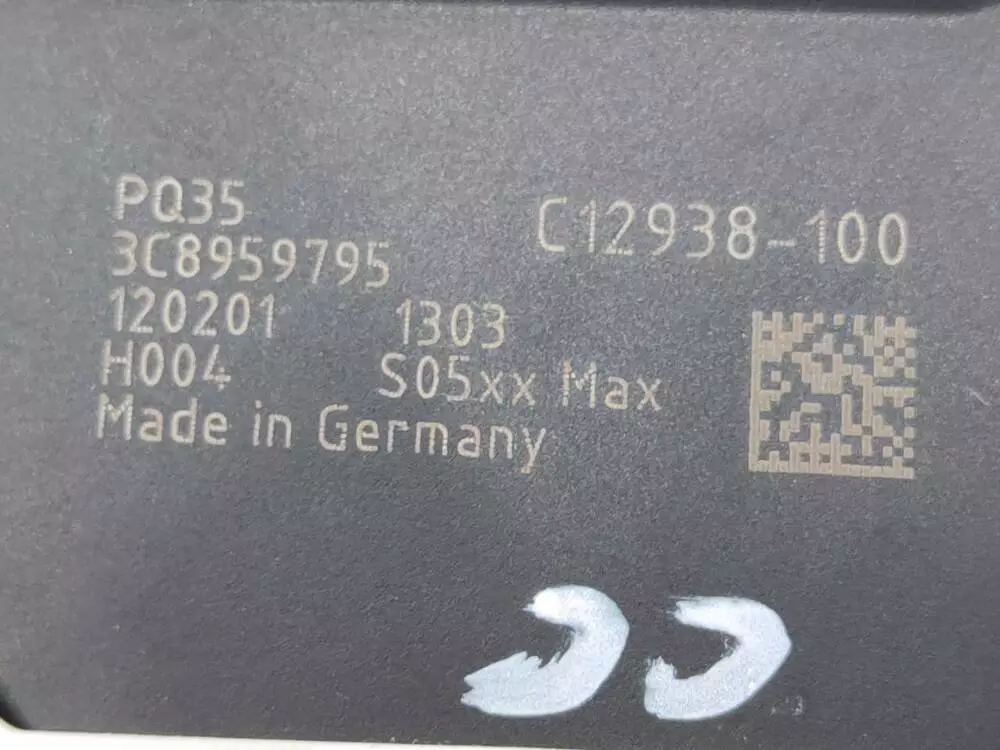 PQ35
C12938-100
3C8959795
120201 1303
H004 S05xx Max
Made in Germany